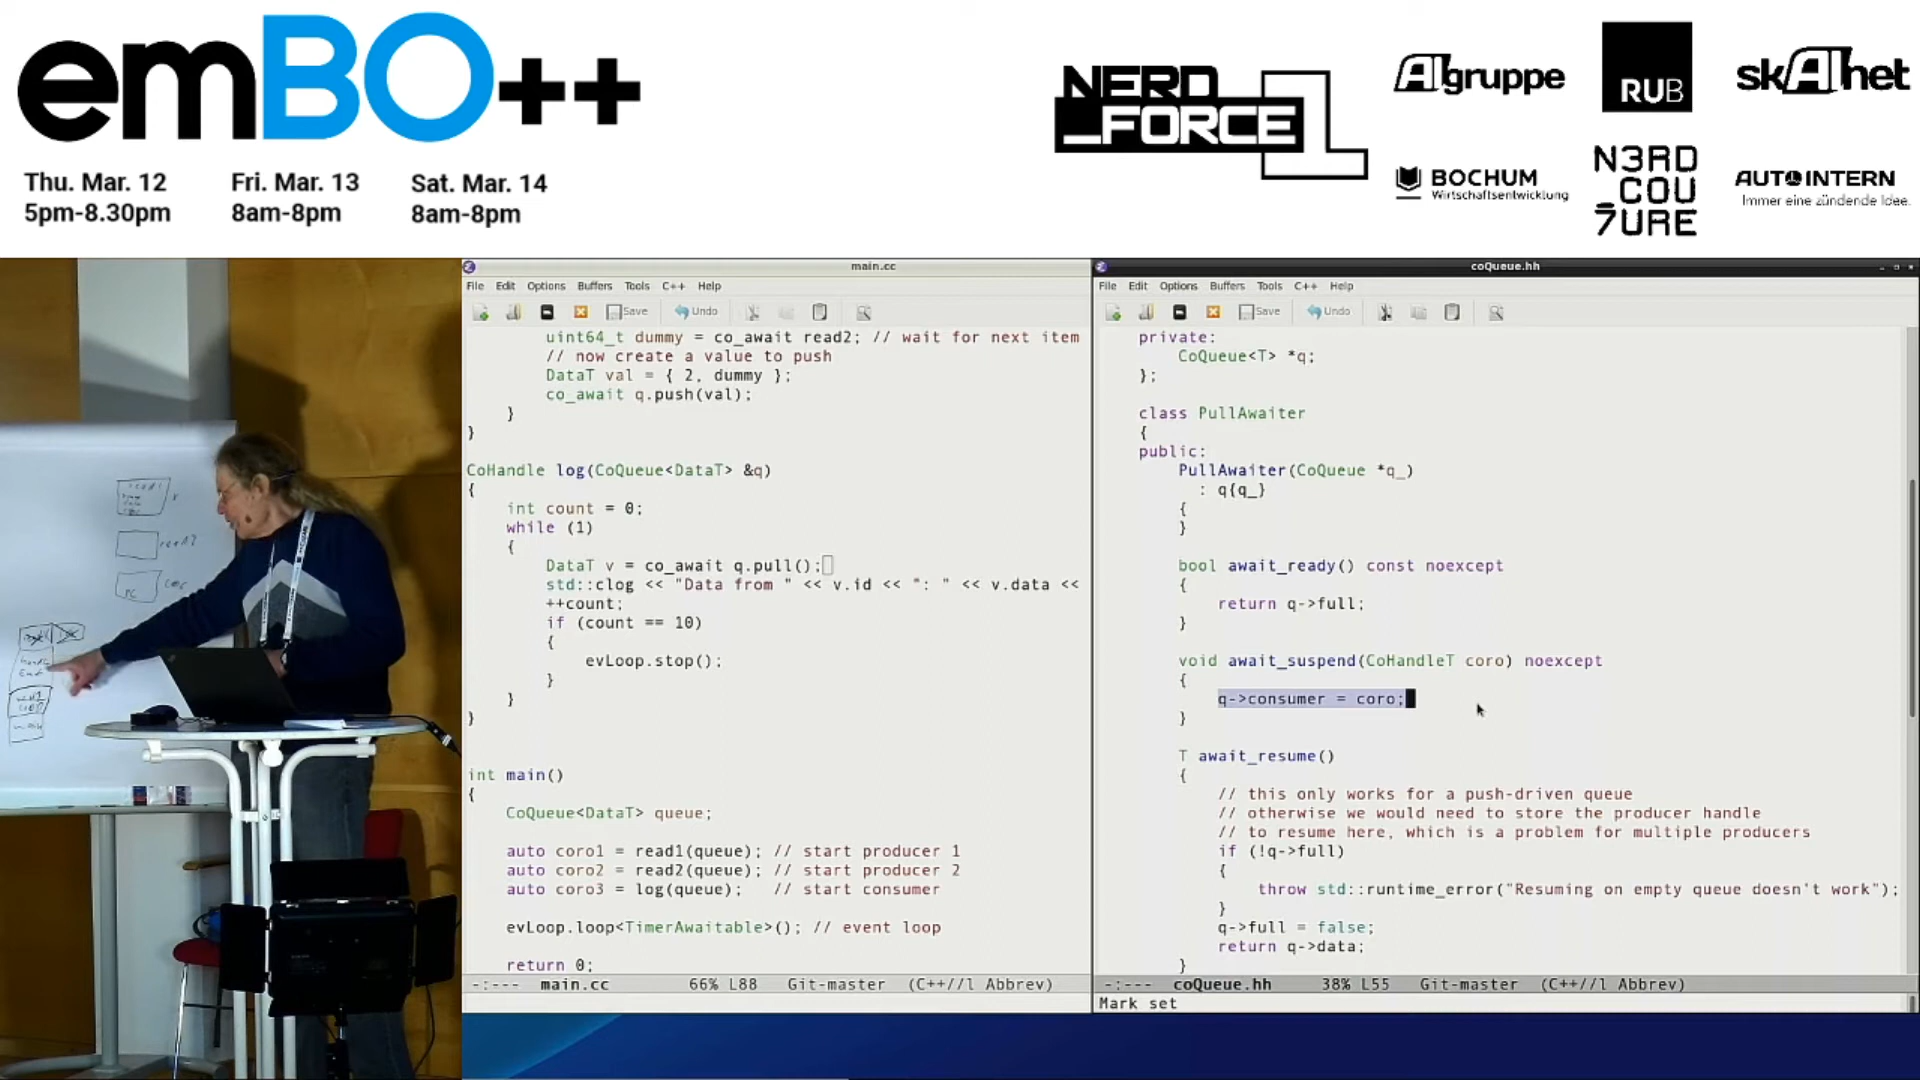 emBO++
Thu. Mar. 12
5pm-8.30pm
Fri. Mar. 13
8am-8pm
Sat. Mar. 14
8am-8pm
NERD
_FORCE
1
AIgruppe
RUB
skAIhet
BOCHUM
Wirtschaftsentwicklung
N3RD
_COU
7URE
AUTOINTERN
Immer eine zündende Idee.
main.cc
File Edit Options Buffers Tools C++ Help
Save Undo
uint64_t dummy = co_await read2; // wait for next item
// now create a value to push
DataT val = { 2, dummy };
co_await q.push(val);
}
}
CoHandle log(CoQueue<DataT> &q)
{
int count = 0;
while (1)
{
DataT v = co_await q.pull();
std::clog << "Data from " << v.id << ": " << v.data <<
++count;
if (count == 10)
{
evLoop.stop();
}
}
}
int main()
{
CoQueue<DataT> queue;
auto coro1 = read1(queue); // start producer 1
auto coro2 = read2(queue); // start producer 2
auto coro3 = log(queue);   // start consumer
evLoop.loop<TimerAwaitable>(); // event loop
return 0;
-:--- main.cc 66% L88 Git-master (C++//l Abbrev)
coQueue.hh
File Edit Options Buffers Tools C++ Help
Save Undo
private:
CoQueue<T> *q;
};
class PullAwaiter
{
public:
PullAwaiter(CoQueue *q_)
: q{q_}
{
}
bool await_ready() const noexcept
{
return q->full;
}
void await_suspend(CoHandleT coro) noexcept
{
q->consumer = coro;
}
T await_resume()
{
// this only works for a push-driven queue
// otherwise we would need to store the producer handle
// to resume here, which is a problem for multiple producers
if (!q->full)
{
throw std::runtime_error("Resuming on empty queue doesn't work");
}
q->full = false;
return q->data;
}
-:--- coQueue.hh 38% L55 Git-master (C++//l Abbrev)
Mark set